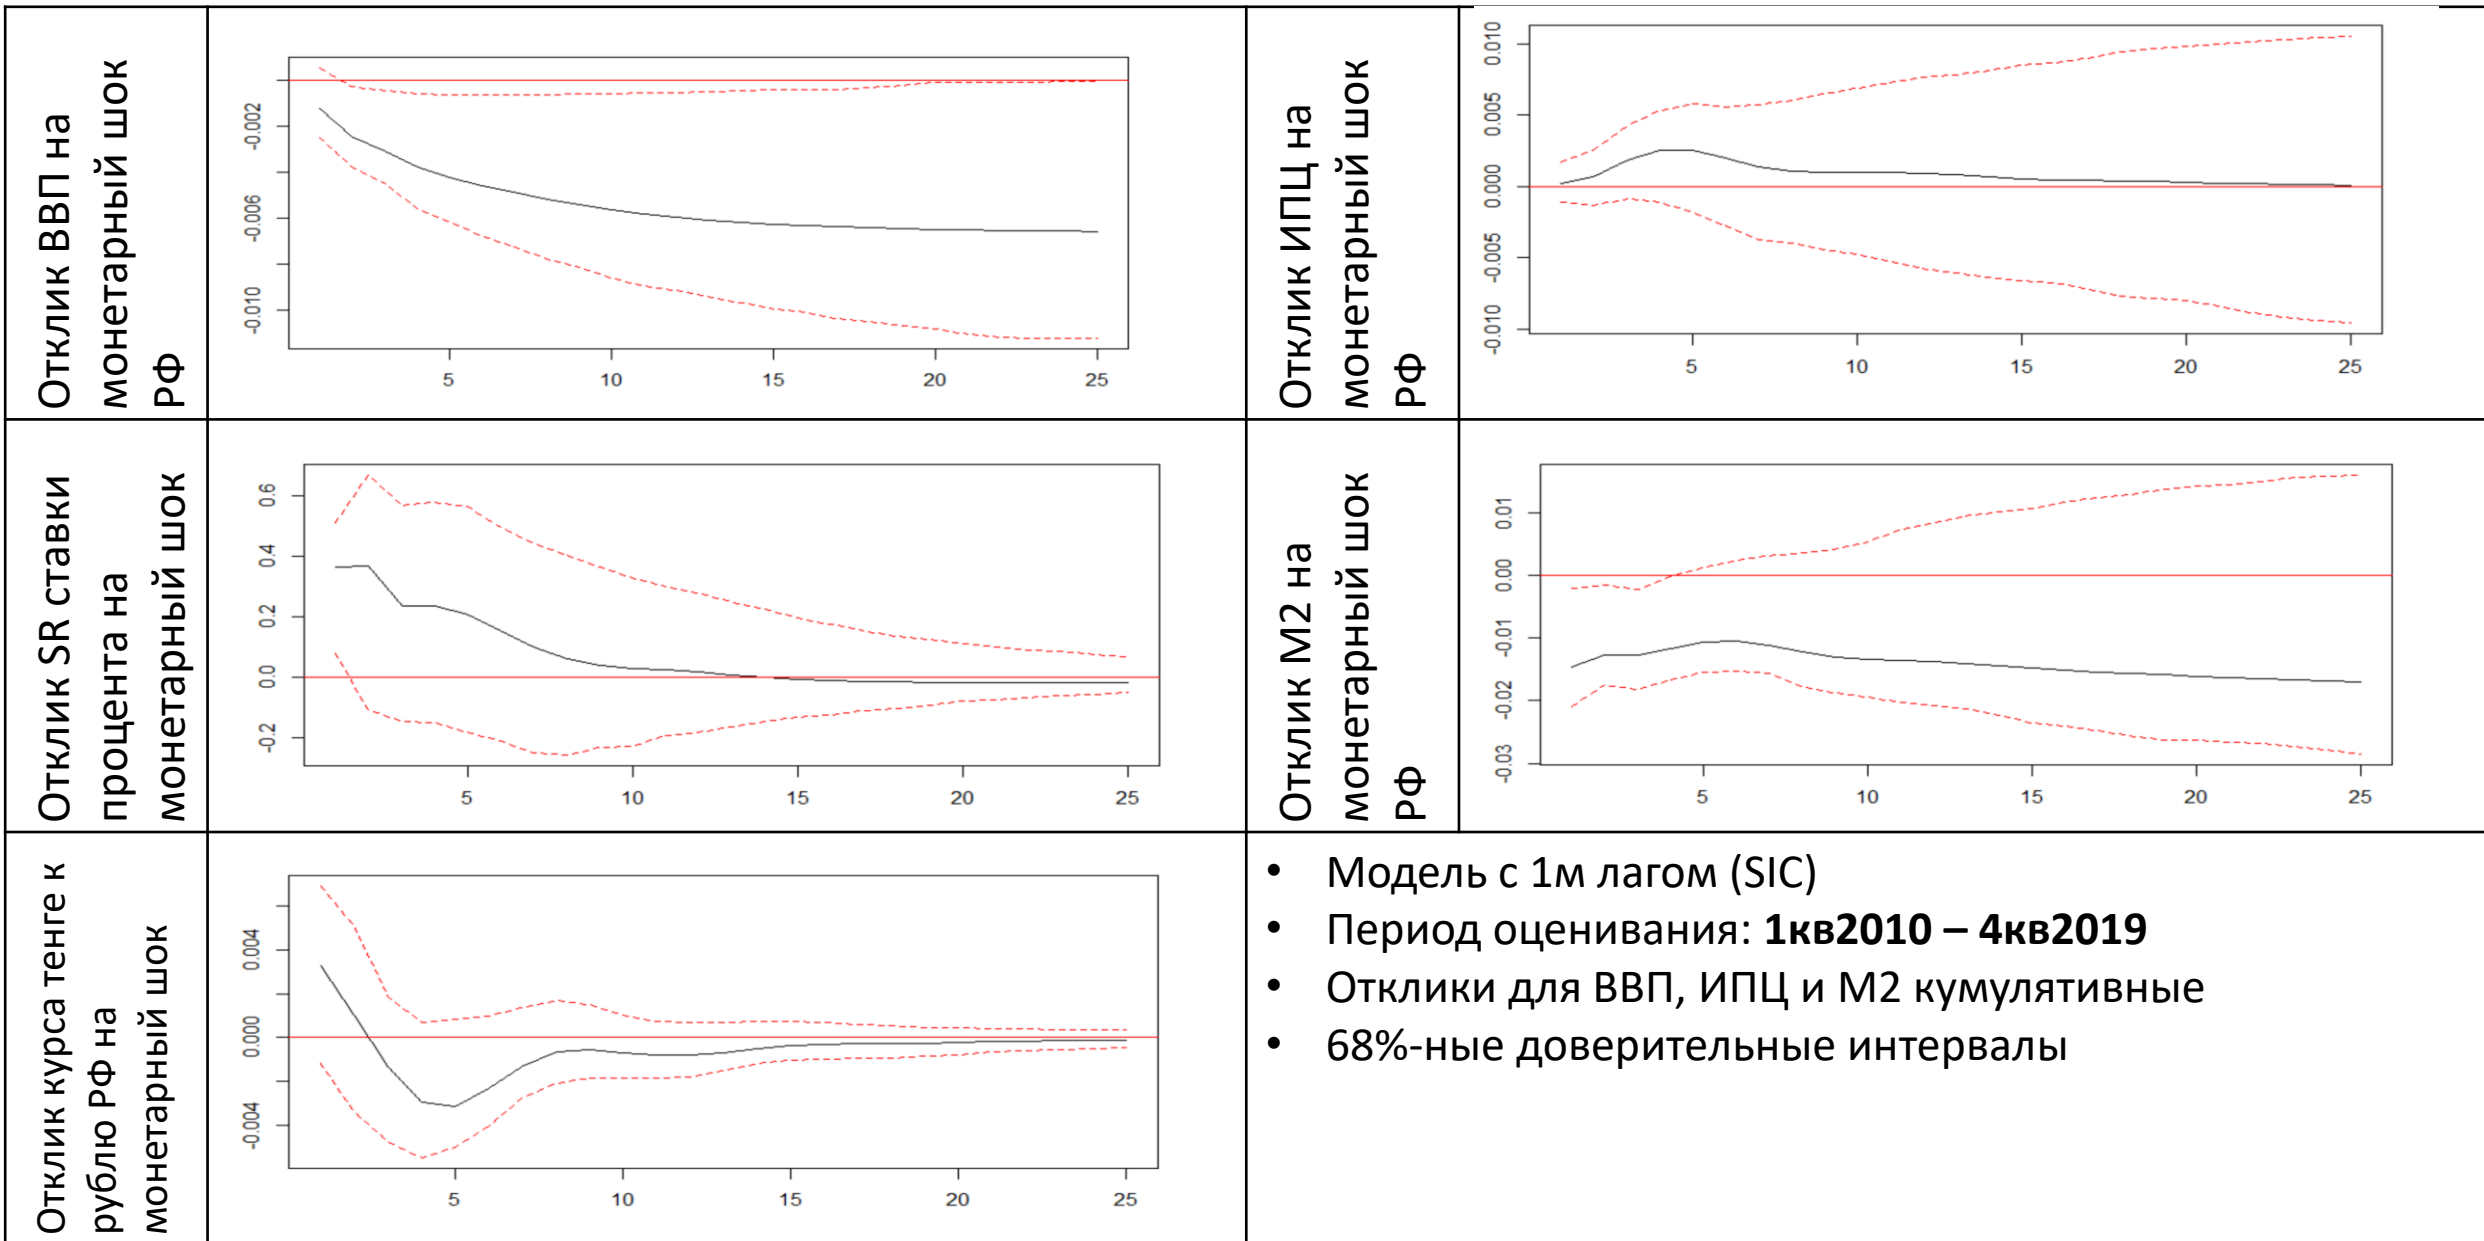 Отклик ВВП на
монетарный шок
РФ
-0.002
-0.006
-0.010
5 10 15 20 25
Отклик ИПЦ на
монетарный шок
РФ
0.010
0.005
0.000
-0.005
-0.010
5 10 15 20 25
Отклик SR ставки
процента на
монетарный шок
0.6
0.4
0.2
0.0
-0.2
5 10 15 20 25
Отклик М2 на
монетарный шок
РФ
0.01
0.00
-0.01
-0.02
-0.03
5 10 15 20 25
Отклик курса тенге к
рублю РФ на
монетарный шок
0.004
0.000
-0.004
5 10 15 20 25
• Модель с 1м лагом (SIC)
• Период оценивания: 1кв2010 – 4кв2019
• Отклики для ВВП, ИПЦ и М2 кумулятивные
• 68%-ные доверительные интервалы